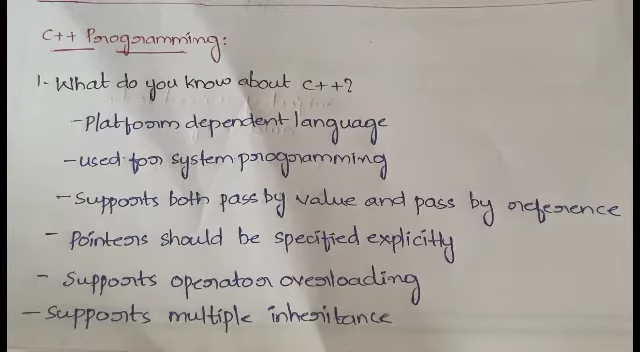 C++ Programming:
1. What do you know about C++?
- Platform dependent language
- used for system programming
- Supports both pass by value and pass by reference
- Pointers should be specified explicitly
- Supports operator overloading
- Supports multiple inheritance